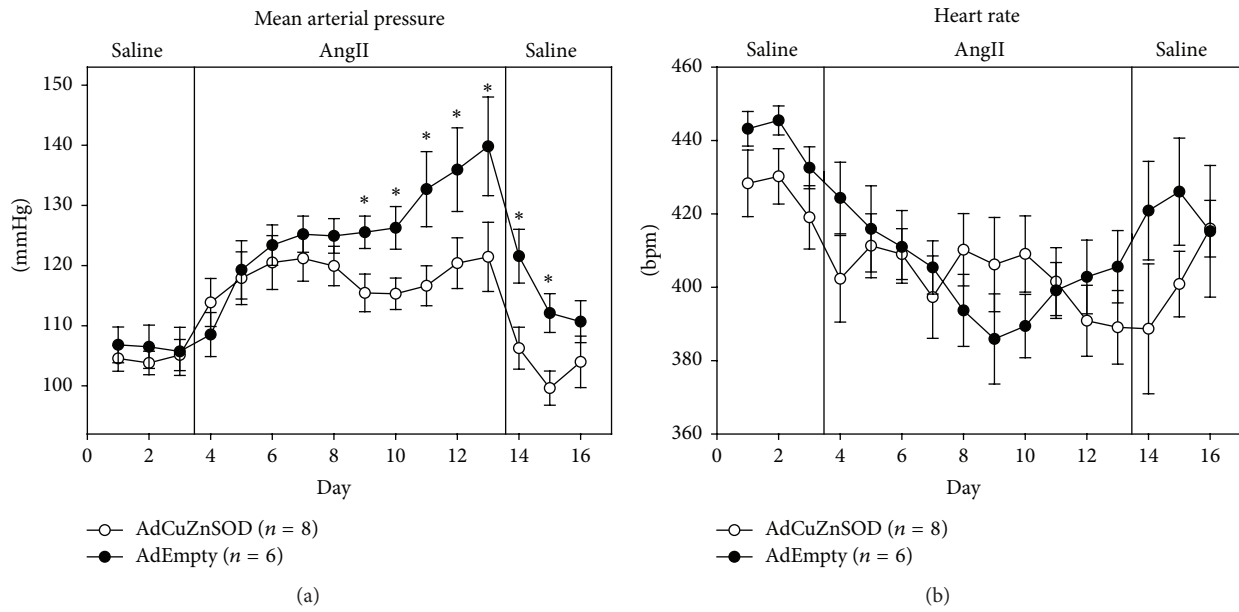 Mean arterial pressure
Saline AngII Saline
150
140
130
120
110
100
(mmHg)
* * * * * * *
0 2 4 6 8 10 12 14 16
Day
AdCuZnSOD (n = 8)
AdEmpty (n = 6)
(a)
Heart rate
Saline AngII Saline
460
440
420
400
380
360
(bpm)
0 2 4 6 8 10 12 14 16
Day
AdCuZnSOD (n = 8)
AdEmpty (n = 6)
(b)